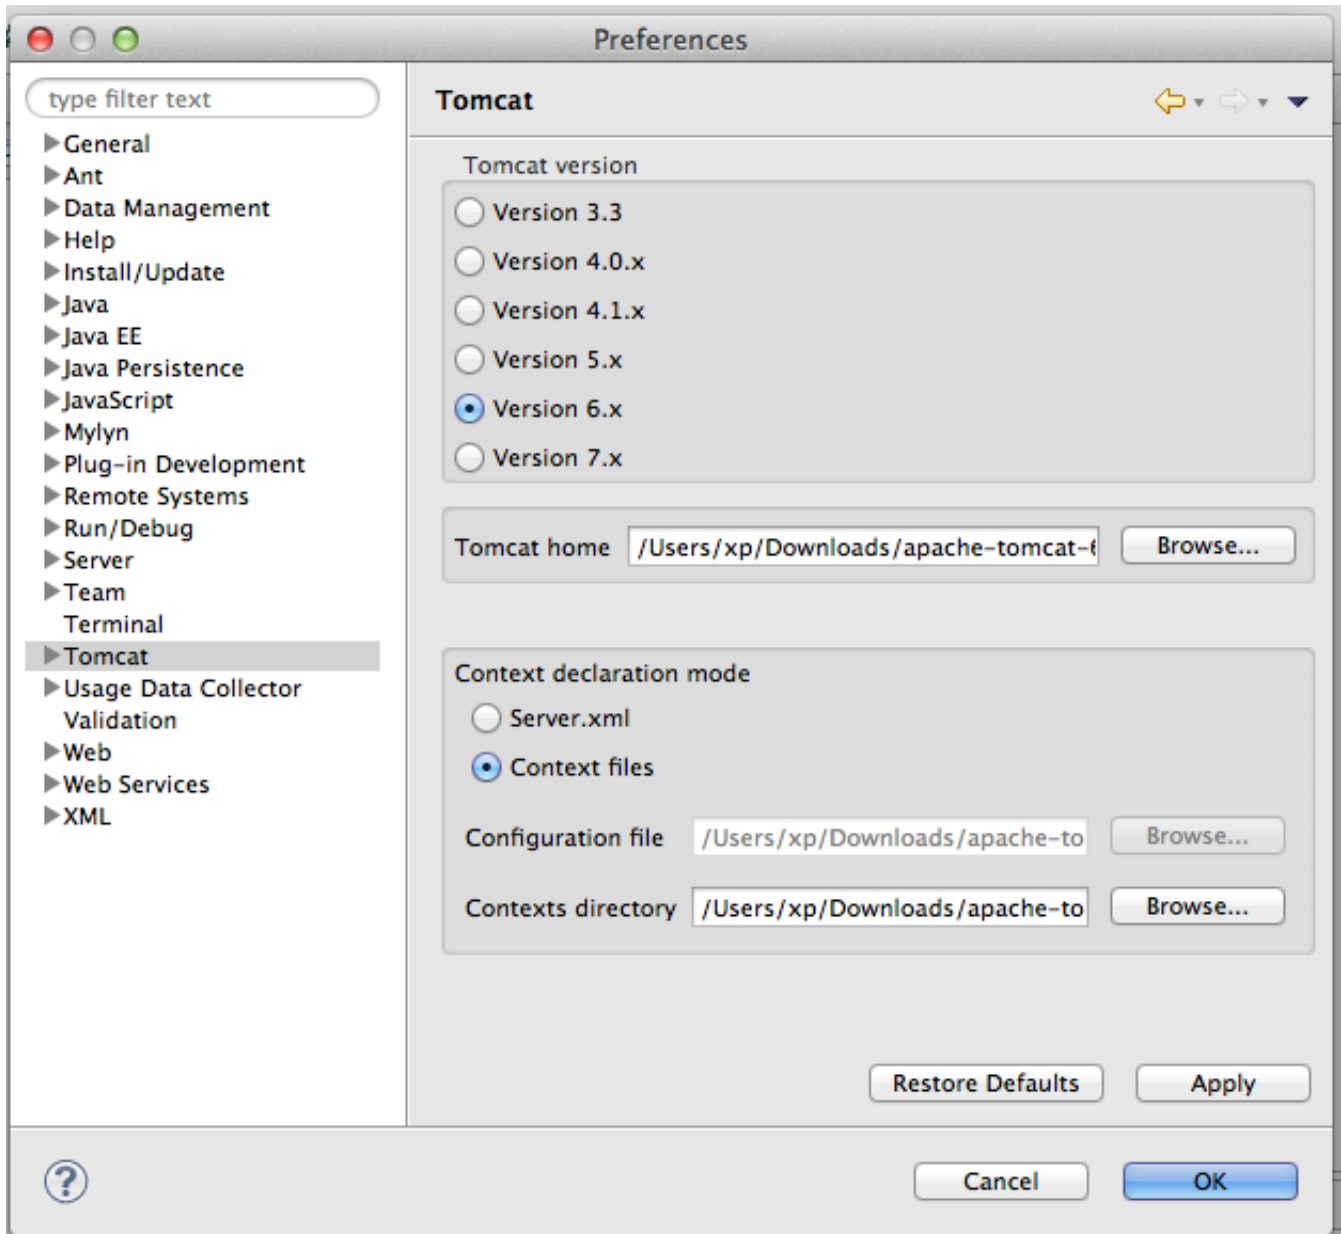 Preferences
type filter text
General
Ant
Data Management
Help
Install/Update
Java
Java EE
Java Persistence
JavaScript
Mylyn
Plug-in Development
Remote Systems
Run/Debug
Server
Team
Terminal
Tomcat
Usage Data Collector
Validation
Web
Web Services
XML
Tomcat
Tomcat version
Version 3.3
Version 4.0.x
Version 4.1.x
Version 5.x
Version 6.x
Version 7.x
Tomcat home /Users/xp/Downloads/apache-tomcat-6 Browse...
Context declaration mode
Server.xml
Context files
Configuration file /Users/xp/Downloads/apache-to Browse...
Contexts directory /Users/xp/Downloads/apache-to Browse...
Restore Defaults Apply
? Cancel OK